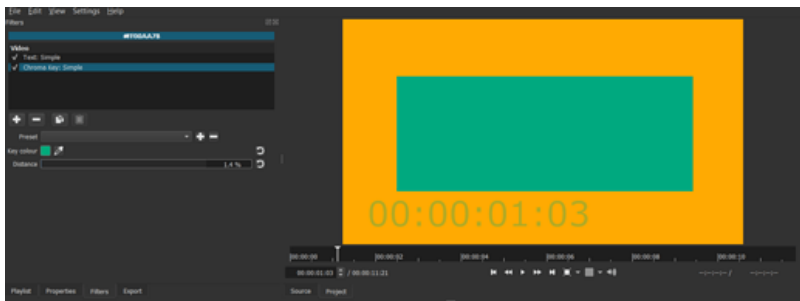 File Edit View Settings Help
Filters
#ff00AA7B
Video
Text: Simple
Chroma Key: Simple
Preset
Key colour
Distance 1.4 %
00:00:01:03
00:00:00 00:00:02 00:00:04 00:00:06 00:00:08 00:00:10
00:00:01:03 / 00:00:11:21 --:--:--:-- /
--:--:--:--
Playlist Properties Filters Export
Source Project